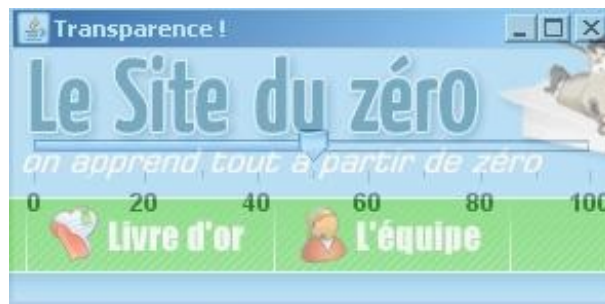 Transparence !
Le Site du zéro
on apprend tout à partir de zéro
0 20 40 60 80 100
Livre d'or L'équipe